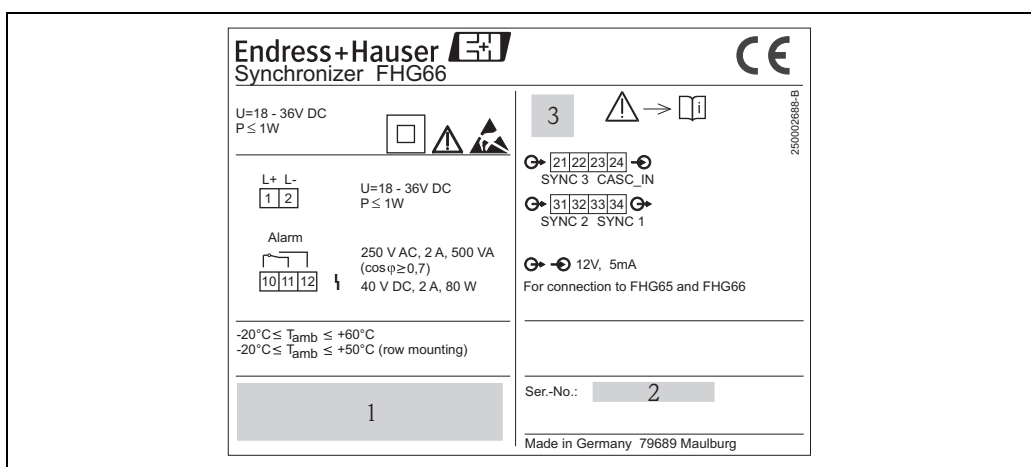 Endress+Hauser
Synchronizer FHG66
CE
U=18 - 36V DC
P ≤ 1W
L+ L-
1 2
U=18 - 36V DC
P ≤ 1W
Alarm
10 11 12
250 V AC, 2 A, 500 VA
(cosφ≥0,7)
40 V DC, 2 A, 80 W
-20°C ≤ Tamb ≤ +60°C
-20°C ≤ Tamb ≤ +50°C (row mounting)
1
3
i
250002688-B
21 22 23 24
SYNC 3 CASC_IN
31 32 33 34
SYNC 2 SYNC 1
12V, 5mA
For connection to FHG65 and FHG66
Ser.-No.: 2
Made in Germany 79689 Maulburg